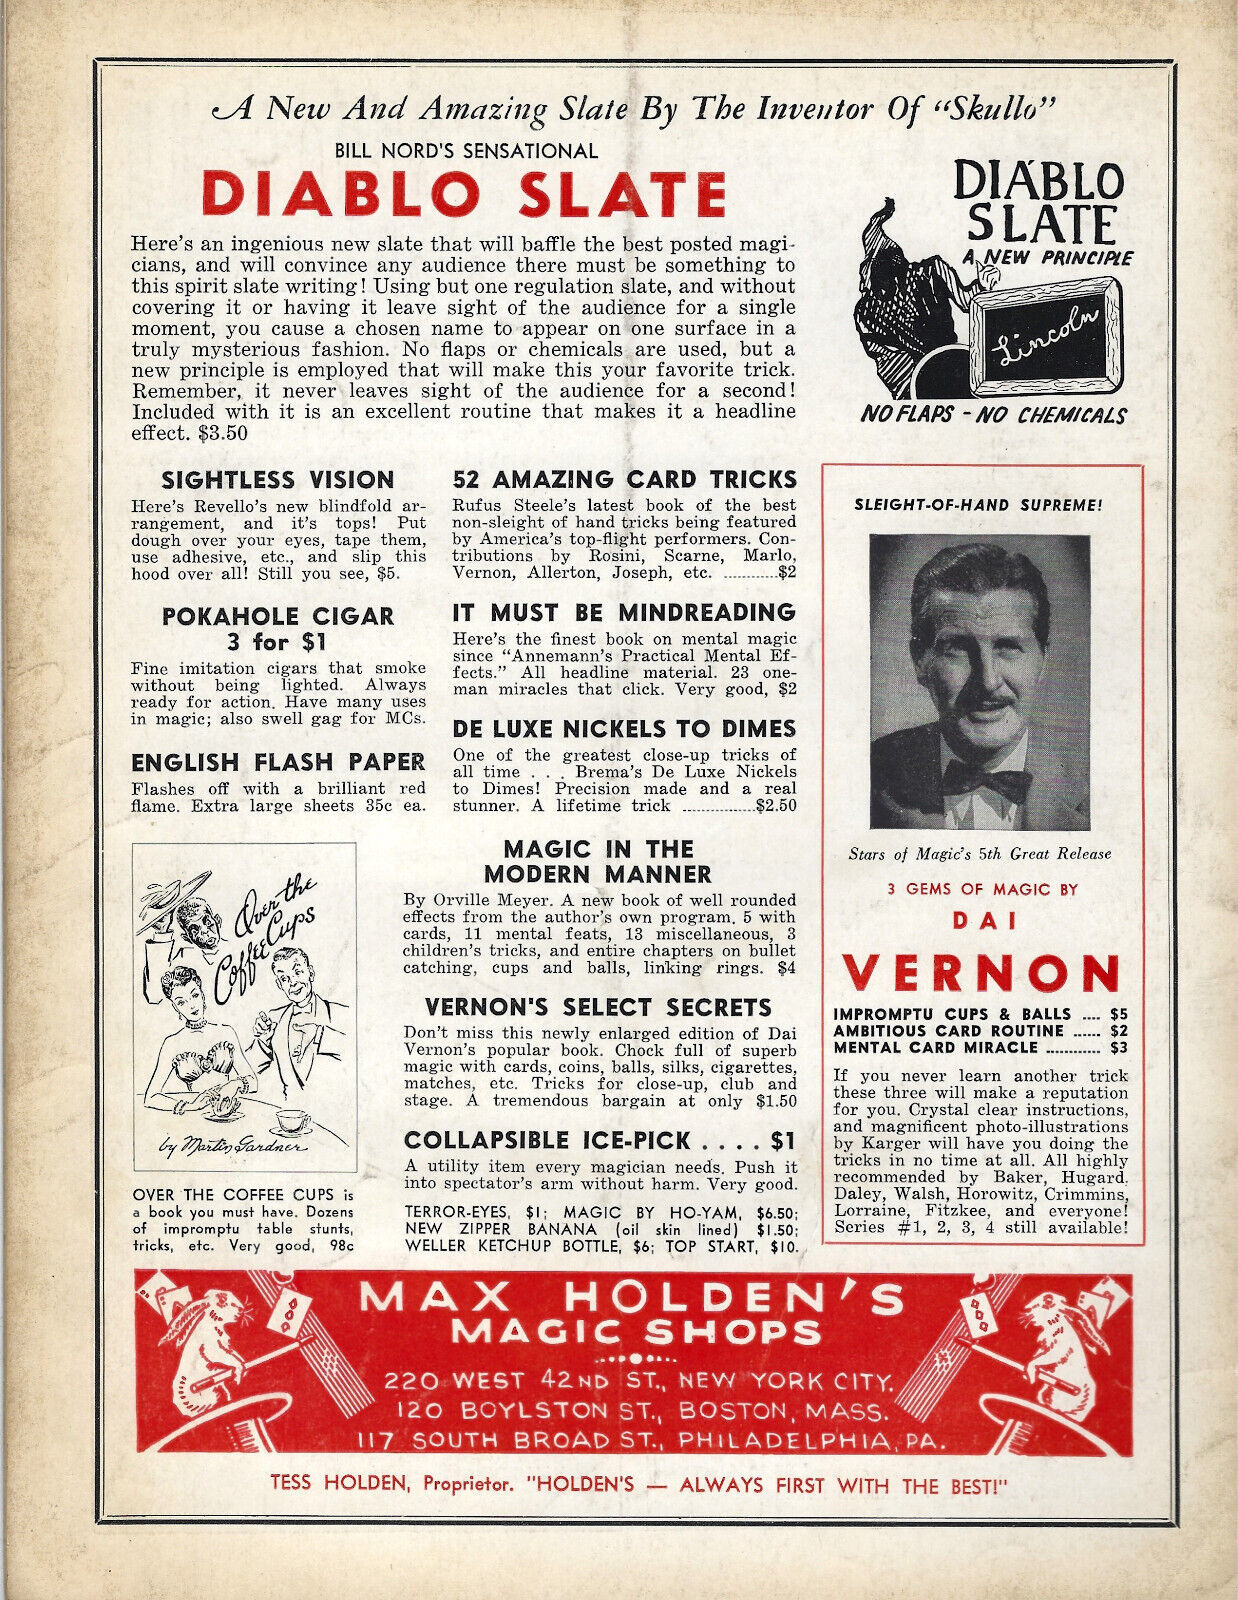 A New And Amazing Slate By The Inventor Of "Skullo"
BILL NORD'S SENSATIONAL
DIABLO SLATE
Here's an ingenious new slate that will baffle the best posted magi-
cians, and will convince any audience there must be something to
this spirit slate writing! Using but one regulation slate, and without
covering it or having it leave sight of the audience for a single
moment, you cause a chosen name to appear on one surface in a
truly mysterious fashion. No flaps or chemicals are used, but a
new principle is employed that will make this your favorite trick.
Remember, it never leaves sight of the audience for a second!
Included with it is an excellent routine that makes it a headline
effect. $3.50
DIABLO
SLATE
A NEW PRINCIPLE
Lincoln
NO FLAPS - NO CHEMICALS
SIGHTLESS VISION
Here's Revello's new blindfold ar-
rangement, and it's tops! Put
dough over your eyes, tape them,
use adhesive, etc., and slip this
hood over all! Still you see, $5.
POKAHOLE CIGAR
3 for $1
Fine imitation cigars that smoke
without being lighted. Always
ready for action. Have many uses
in magic; also swell gag for MCs.
ENGLISH FLASH PAPER
Flashes off with a brilliant red
flame. Extra large sheets 35c ea.
52 AMAZING CARD TRICKS
Rufus Steele's latest book of the best
non-sleight of hand tricks being featured
by America's top-flight performers. Con-
tributions by Rosini, Scarne, Marlo,
Vernon, Allerton, Joseph, etc. ...........$2
IT MUST BE MINDREADING
Here's the finest book on mental magic
since "Annemann's Practical Mental Ef-
fects." All headline material. 23 one-
man miracles that click. Very good, $2
DE LUXE NICKELS TO DIMES
One of the greatest close-up tricks of
all time . . . Brema's De Luxe Nickels
to Dimes! Precision made and a real
stunner. A lifetime trick ...............$2.50
Over the
Coffee Cups
by Martin Gardner
OVER THE COFFEE CUPS is
a book you must have. Dozens
of impromptu table stunts,
tricks, etc. Very good, 98c
MAGIC IN THE
MODERN MANNER
By Orville Meyer. A new book of well rounded
effects from the author's own program. 5 with
cards, 11 mental feats, 13 miscellaneous, 3
children's tricks, and entire chapters on bullet
catching, cups and balls, linking rings. $4
VERNON'S SELECT SECRETS
Don't miss this newly enlarged edition of Dai
Vernon's popular book. Chock full of superb
magic with cards, coins, balls, silks, cigarettes,
matches, etc. Tricks for close-up, club and
stage. A tremendous bargain at only $1.50
COLLAPSIBLE ICE-PICK . . . . $1
A utility item every magician needs. Push it
into spectator's arm without harm. Very good.
TERROR-EYES, $1; MAGIC BY HO-YAM, $6.50;
NEW ZIPPER BANANA (oil skin lined) $1.50;
WELLER KETCHUP BOTTLE, $6; TOP START, $10.
SLEIGHT-OF-HAND SUPREME!
Stars of Magic's 5th Great Release
3 GEMS OF MAGIC BY
DAI
VERNON
IMPROMPTU CUPS & BALLS .... $5
AMBITIOUS CARD ROUTINE ...... $2
MENTAL CARD MIRACLE ............ $3
If you never learn another trick
these three will make a reputation
for you. Crystal clear instructions,
and magnificent photo-illustrations
by Karger will have you doing the
tricks in no time at all. All highly
recommended by Baker, Hugard,
Daley, Walsh, Horowitz, Crimmins,
Lorraine, Fitzkee, and everyone!
Series #1, 2, 3, 4 still available!
MAX HOLDEN'S
MAGIC SHOPS
220 WEST 42ND ST., NEW YORK CITY.
120 BOYLSTON ST., BOSTON, MASS.
117 SOUTH BROAD ST., PHILADELPHIA, PA.
TESS HOLDEN, Proprietor. "HOLDEN'S — ALWAYS FIRST WITH THE BEST!"